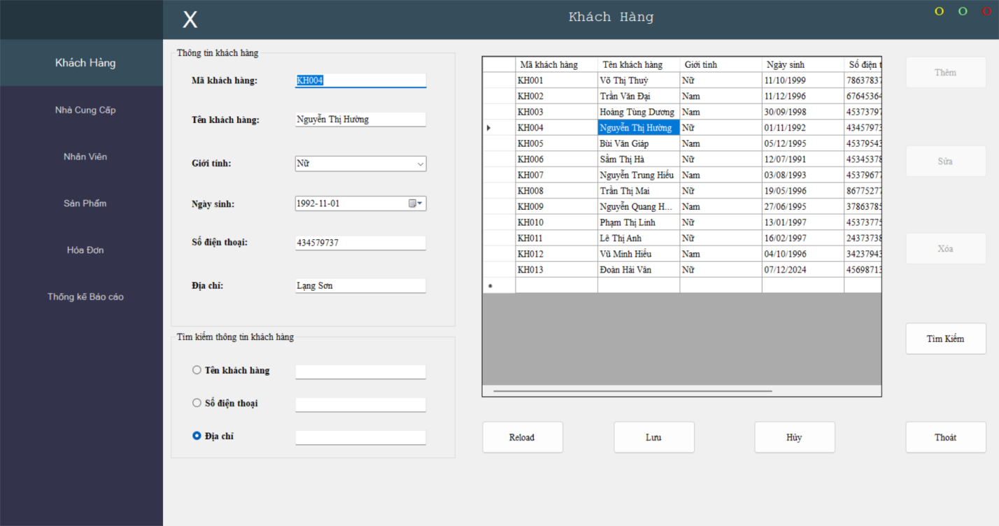 X
Khách Hàng
O O O
Khách Hàng
Nhà Cung Cấp
Nhân Viên
Sản Phẩm
Hóa Đơn
Thống kê Báo cáo
Thông tin khách hàng
Mã khách hàng: KH004
Tên khách hàng: Nguyễn Thị Hường
Giới tính: Nữ
Ngày sinh: 1992-11-01
Số điện thoại: 434579737
Địa chỉ: Lạng Sơn
Tìm kiếm thông tin khách hàng
Tên khách hàng
Số điện thoại
Địa chỉ
Mã khách hàng Tên khách hàng Giới tính Ngày sinh Số điện t
KH001 Võ Thị Thuỳ Nữ 11/10/1999 78637837
KH002 Trần Văn Đại Nam 11/12/1996 67645364
KH003 Hoàng Tùng Dương Nam 30/09/1998 45373797
KH004 Nguyễn Thị Hường Nữ 01/11/1992 43457973
KH005 Bùi Văn Giáp Nam 05/12/1995 45379543
KH006 Sầm Thị Hà Nữ 12/07/1991 45345378
KH007 Nguyễn Trung Hiếu Nam 03/08/1993 45379677
KH008 Trần Thị Mai Nữ 19/05/1996 86775277
KH009 Nguyễn Quang H... Nam 27/06/1995 37863785
KH010 Phạm Thị Linh Nữ 13/01/1997 45373775
KH011 Lê Thị Anh Nữ 16/02/1997 24373738
KH012 Vũ Minh Hiếu Nam 04/10/1996 34237943
KH013 Đoàn Hải Vân Nữ 07/12/2024 45698713
Thêm
Sửa
Xóa
Tìm Kiếm
Reload Lưu Hủy Thoát